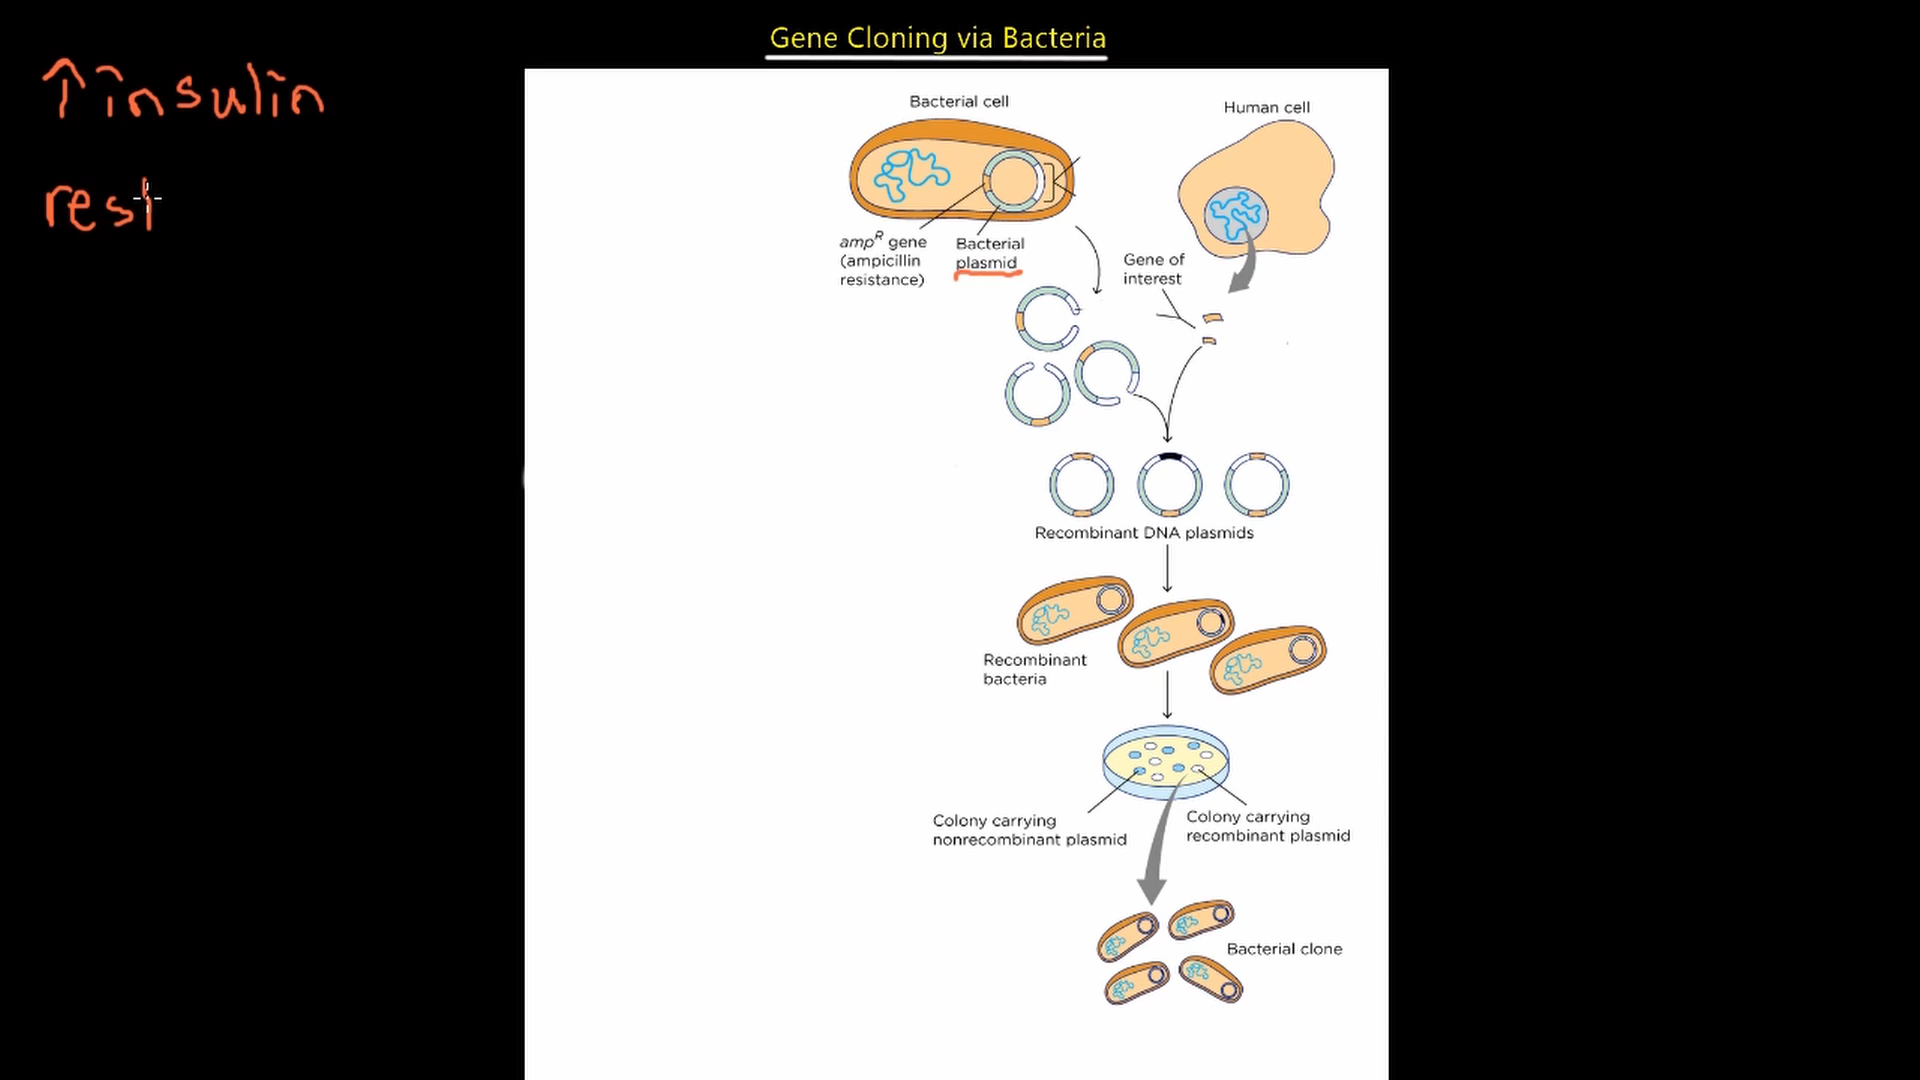 Gene Cloning via Bacteria
↑insulin
rest
Bacterial cell
Human cell
amp^R gene
(ampicillin
resistance)
Bacterial
plasmid
Gene of
interest
Recombinant DNA plasmids
Recombinant
bacteria
Colony carrying
nonrecombinant plasmid
Colony carrying
recombinant plasmid
Bacterial clone